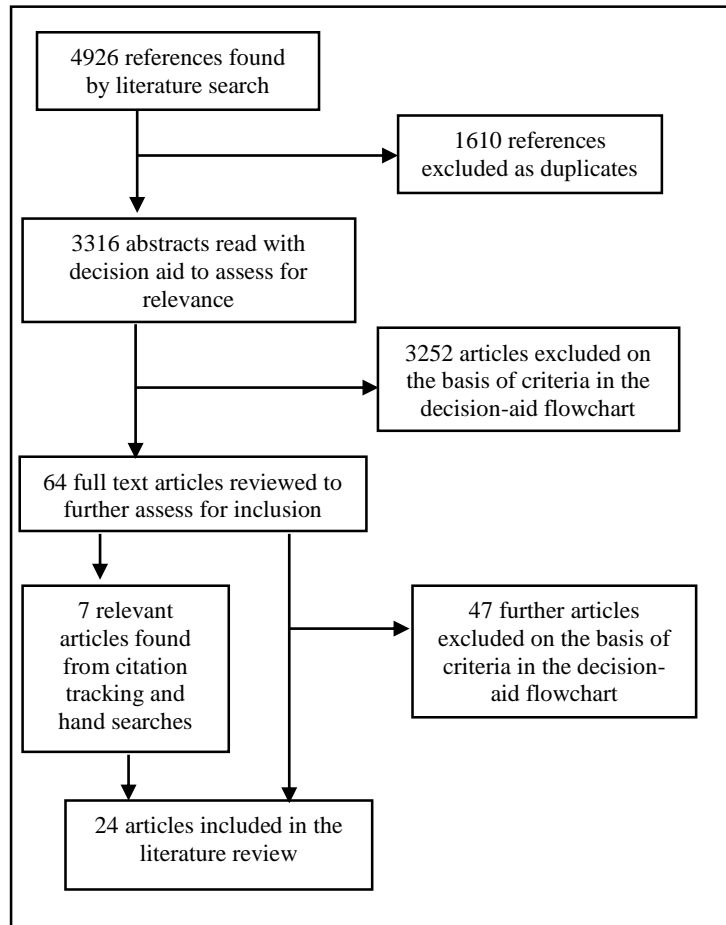 4926 references found
by literature search
1610 references
excluded as duplicates
3316 abstracts read with
decision aid to assess for
relevance
3252 articles excluded on
the basis of criteria in the
decision-aid flowchart
64 full text articles reviewed to
further assess for inclusion
7 relevant
articles found
from citation
tracking and
hand searches
47 further articles
excluded on the basis of
criteria in the decision-
aid flowchart
24 articles included in the
literature review